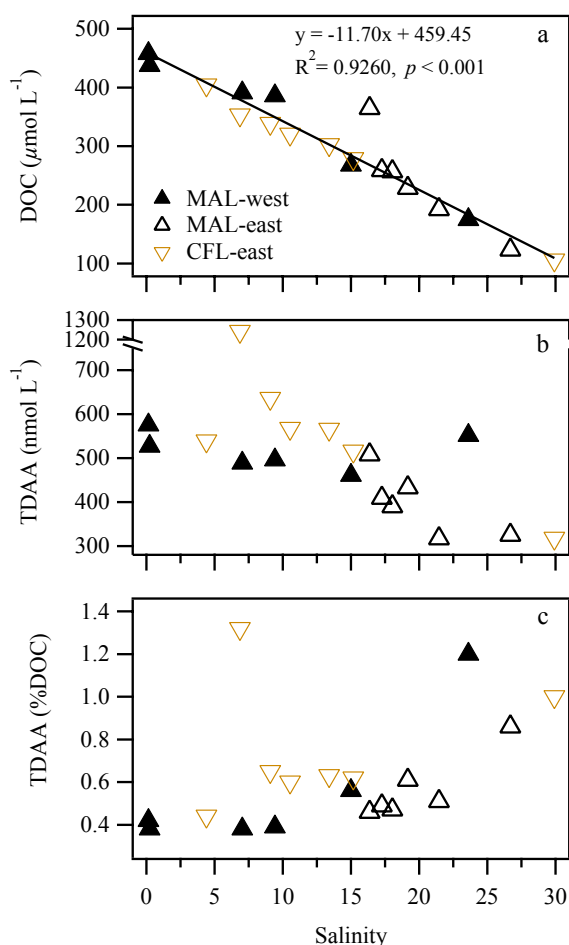 y = -11.70x + 459.45
a
R² = 0.9260, p < 0.001
500
400
300
200
100
DOC (µmol L⁻¹)
MAL-west
MAL-east
CFL-east
1300
1200
b
700
600
500
400
300
TDAA (nmol L⁻¹)
1.4
c
1.2
1.0
0.8
0.6
0.4
TDAA (%DOC)
0 5 10 15 20 25 30
Salinity